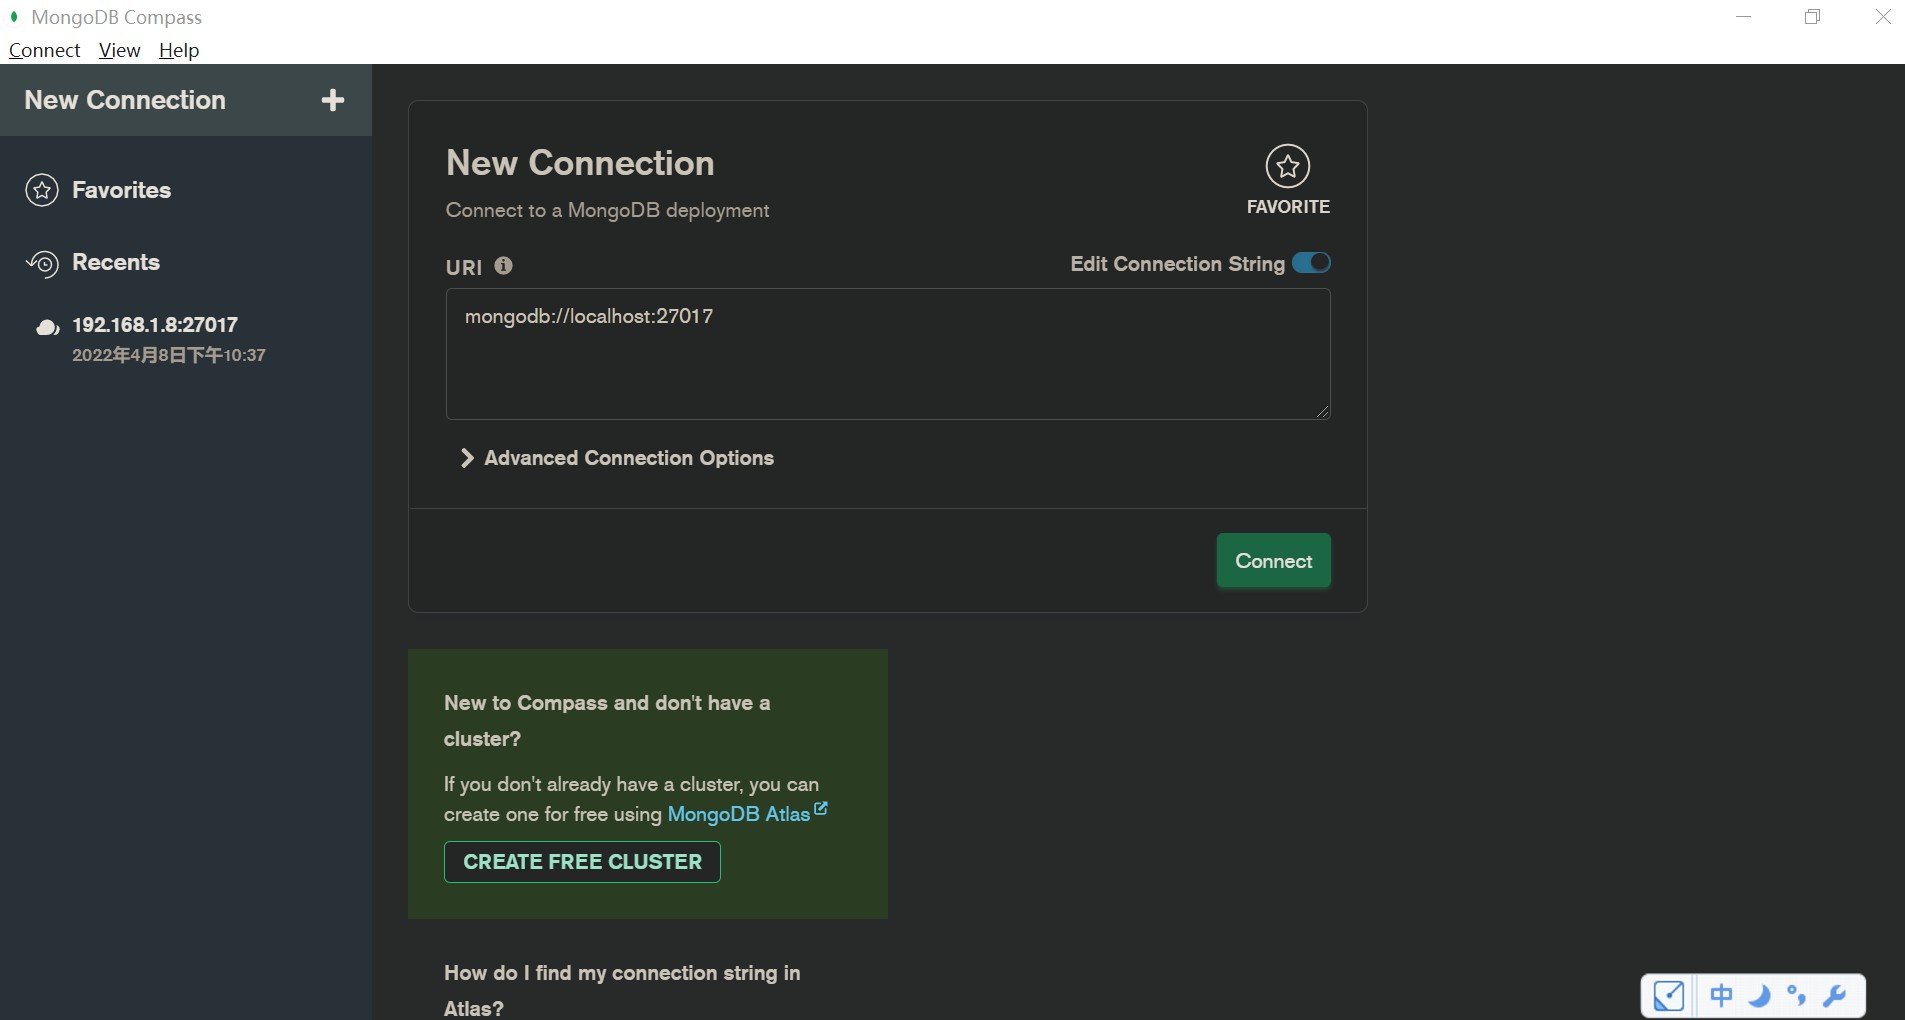 MongoDB Compass
Connect View Help
New Connection
Favorites
Recents
192.168.1.8:27017
2022年4月8日下午10:37
New Connection
Connect to a MongoDB deployment
FAVORITE
URI
Edit Connection String
mongodb://localhost:27017
Advanced Connection Options
Connect
New to Compass and don't have a
cluster?
If you don't already have a cluster, you can
create one for free using MongoDB Atlas
CREATE FREE CLUSTER
How do I find my connection string in
Atlas?
中